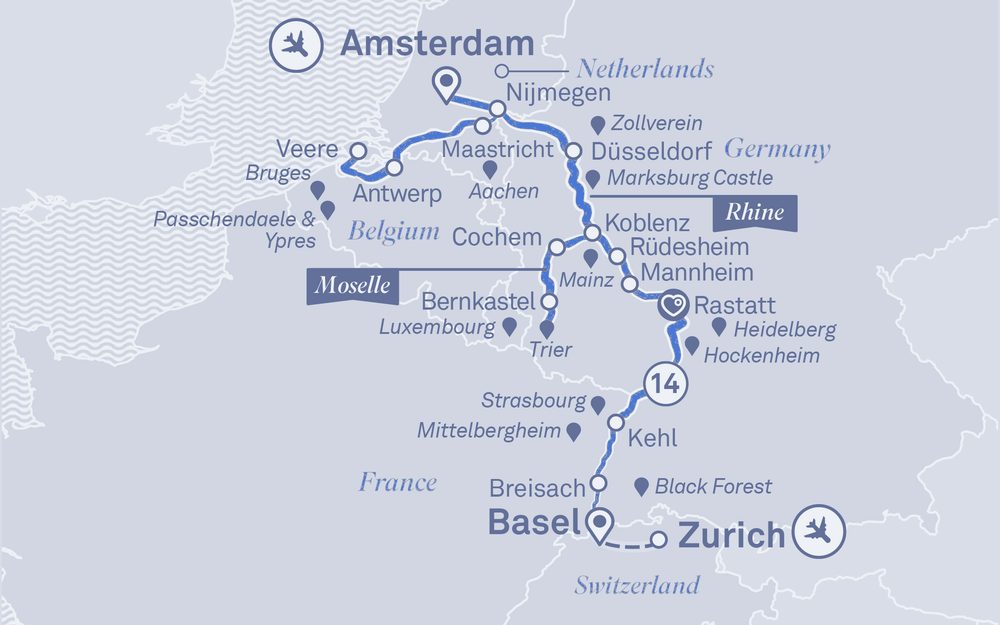 Amsterdam
Netherlands
Nijmegen
Zollverein
Veere
Maastricht
Düsseldorf
Germany
Bruges
Aachen
Marksburg Castle
Antwerp
Rhine
Passchendaele &
Ypres
Belgium
Koblenz
Cochem
Rüdesheim
Mainz
Mannheim
Moselle
Bernkastel
Rastatt
Luxembourg
Heidelberg
Trier
Hockenheim
14
Strasbourg
Mittelbergheim
Kehl
France
Breisach
Black Forest
Basel
Zurich
Switzerland